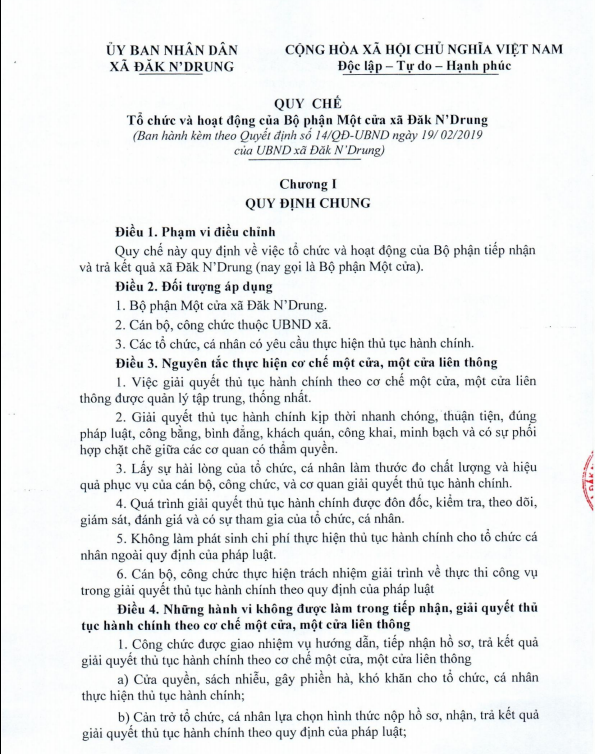 ỦY BAN NHÂN DÂN
XÃ ĐĂK N'DRUNG
CỘNG HÒA XÃ HỘI CHỦ NGHĨA VIỆT NAM
Độc lập – Tự do – Hạnh phúc
QUY CHẾ
Tổ chức và hoạt động của Bộ phận Một cửa xã Đăk N'Drung
(Ban hành kèm theo Quyết định số 14/QĐ-UBND ngày 19/ 02/2019
của UBND xã Đăk N'Drung)
Chương I
QUY ĐỊNH CHUNG
Điều 1. Phạm vi điều chỉnh
Quy chế này quy định về việc tổ chức và hoạt động của Bộ phận tiếp nhận
và trả kết quả xã Đăk N'Drung (nay gọi là Bộ phận Một cửa).
Điều 2. Đối tượng áp dụng
1. Bộ phận Một cửa xã Đăk N'Drung.
2. Cán bộ, công chức thuộc UBND xã.
3. Các tổ chức, cá nhân có yêu cầu thực hiện thủ tục hành chính.
Điều 3. Nguyên tắc thực hiện cơ chế một cửa, một cửa liên thông
1. Việc giải quyết thủ tục hành chính theo cơ chế một cửa, một cửa liên
thông được quản lý tập trung, thống nhất.
2. Giải quyết thủ tục hành chính kịp thời nhanh chóng, thuận tiện, đúng
pháp luật, công bằng, bình đẳng, khách quán, công khai, minh bạch và có sự phối
hợp chặt chẽ giữa các cơ quan có thẩm quyền.
3. Lấy sự hài lòng của tổ chức, cá nhân làm thước đo chất lượng và hiệu
quả phục vụ của cán bộ, công chức, và cơ quan giải quyết thủ tục hành chính.
4. Quá trình giải quyết thủ tục hành chính được đôn đốc, kiểm tra, theo dõi,
giám sát, đánh giá và có sự tham gia của tổ chức, cá nhân.
5. Không làm phát sinh chi phí thực hiện thủ tục hành chính cho tổ chức cá
nhân ngoài quy định của pháp luật.
6. Cán bộ, công chức thực hiện trách nhiệm giải trình về thực thi công vụ
trong giải quyết thủ tục hành chính theo quy định của pháp luật
Điều 4. Những hành vi không được làm trong tiếp nhận, giải quyết thủ
tục hành chính theo cơ chế một cửa, một cửa liên thông
1. Công chức được giao nhiệm vụ hướng dẫn, tiếp nhận hồ sơ, trả kết quả
giải quyết thủ tục hành chính theo cơ chế một cửa, một cửa liên thông
a) Cửa quyền, sách nhiễu, gây phiền hà, khó khăn cho tổ chức, cá nhân
thực hiện thủ tục hành chính;
b) Cản trở tổ chức, cá nhân lựa chọn hình thức nộp hồ sơ, nhận, trả kết quả
giải quyết thủ tục hành chính theo quy định của pháp luật;